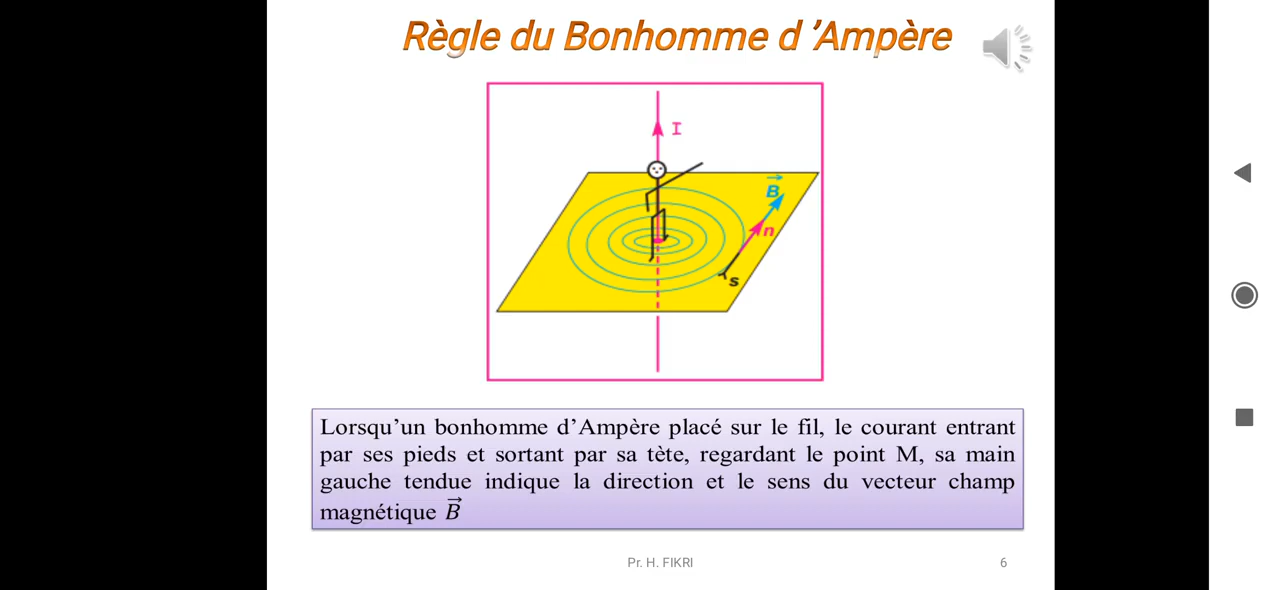 Règle du Bonhomme d ’Ampère
I
B
n
s
Lorsqu’un bonhomme d’Ampère placé sur le fil, le courant entrant
par ses pieds et sortant par sa tète, regardant le point M, sa main
gauche tendue indique la direction et le sens du vecteur champ
magnétique B⃗
Pr. H. FIKRI
6